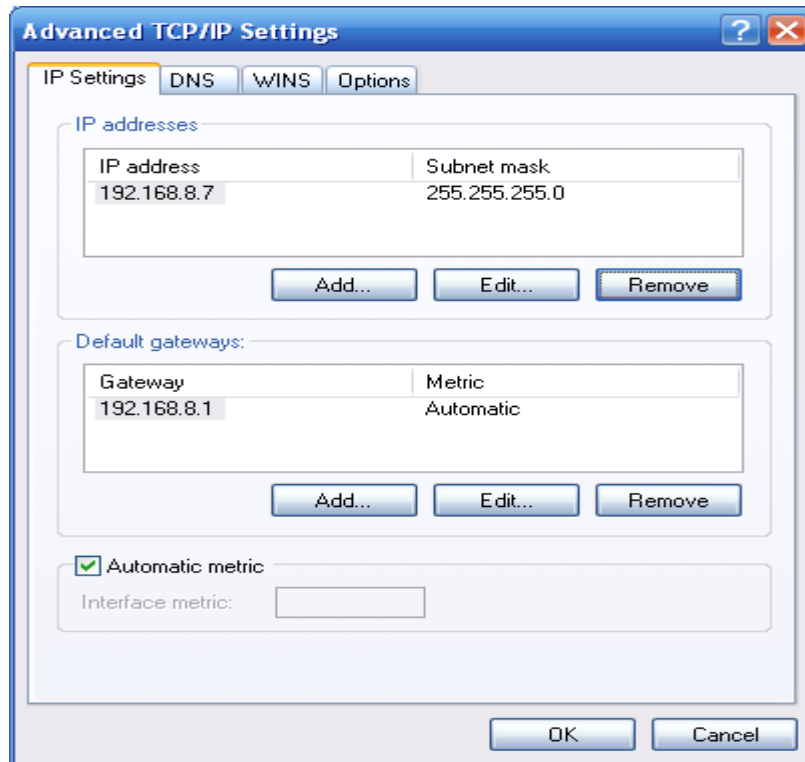 Advanced TCP/IP Settings
IP Settings DNS WINS Options
IP addresses
IP address Subnet mask
192.168.8.7 255.255.255.0
Add... Edit... Remove
Default gateways:
Gateway Metric
192.168.8.1 Automatic
Add... Edit... Remove
Automatic metric
Interface metric:
OK Cancel